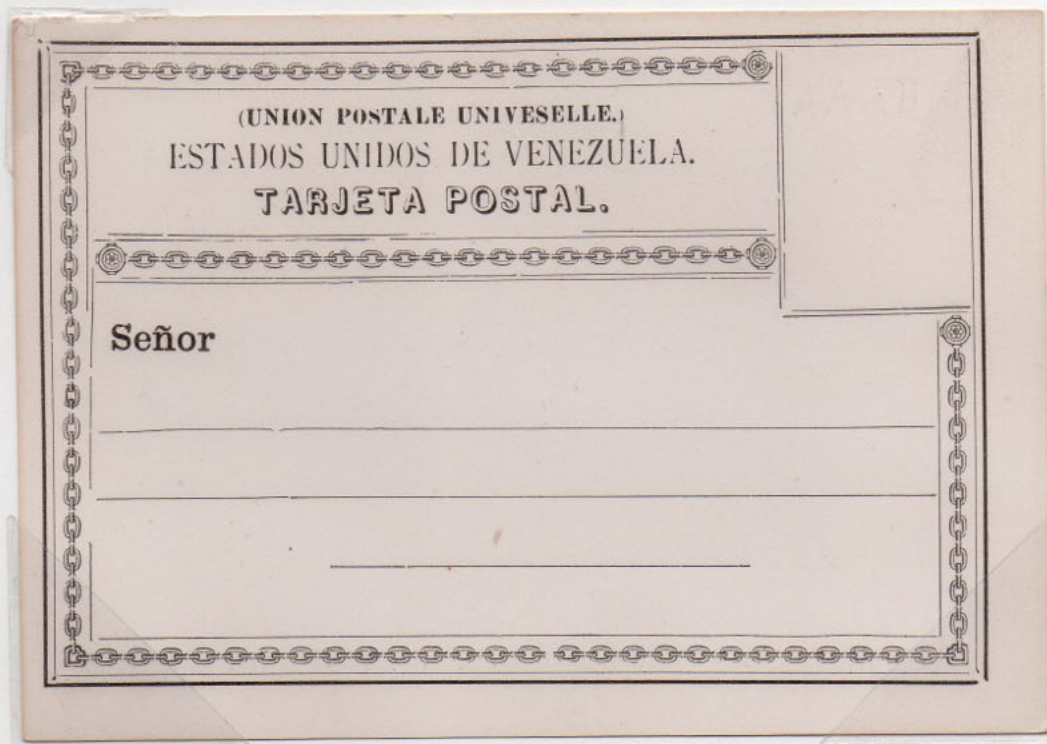 (UNION POSTALE UNIVESELLE.)
ESTADOS UNIDOS DE VENEZUELA.
TARJETA POSTAL.
Señor